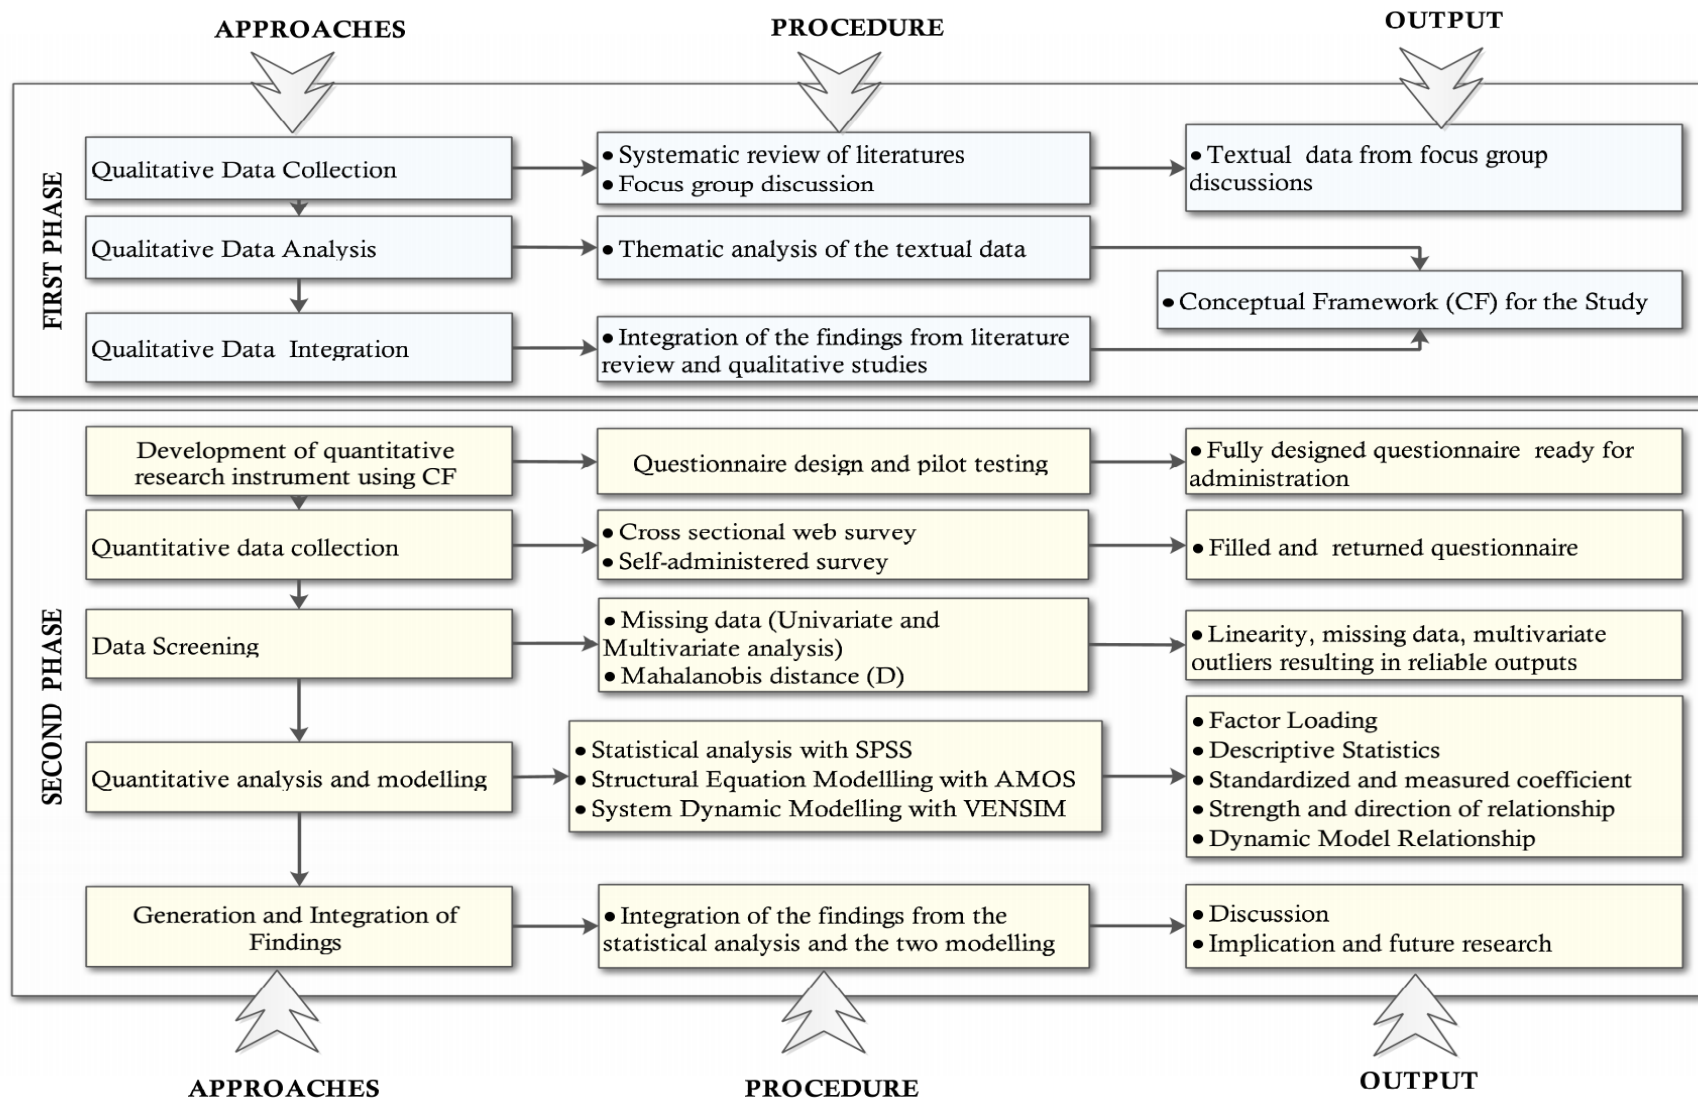 APPROACHES
PROCEDURE
OUTPUT
FIRST PHASE
Qualitative Data Collection
• Systematic review of literatures
• Focus group discussion
• Textual data from focus group
discussions
Qualitative Data Analysis
• Thematic analysis of the textual data
• Conceptual Framework (CF) for the Study
Qualitative Data Integration
• Integration of the findings from literature
review and qualitative studies
SECOND PHASE
Development of quantitative
research instrument using CF
Questionnaire design and pilot testing
• Fully designed questionnaire ready for
administration
Quantitative data collection
• Cross sectional web survey
• Self-administered survey
• Filled and returned questionnaire
Data Screening
• Missing data (Univariate and
Multivariate analysis)
• Mahalanobis distance (D)
• Linearity, missing data, multivariate
outliers resulting in reliable outputs
Quantitative analysis and modelling
• Statistical analysis with SPSS
• Structural Equation Modellling with AMOS
• System Dynamic Modelling with VENSIM
• Factor Loading
• Descriptive Statistics
• Standardized and measured coefficient
• Strength and direction of relationship
• Dynamic Model Relationship
Generation and Integration of
Findings
• Integration of the findings from the
statistical analysis and the two modelling
• Discussion
• Implication and future research
APPROACHES
PROCEDURE
OUTPUT